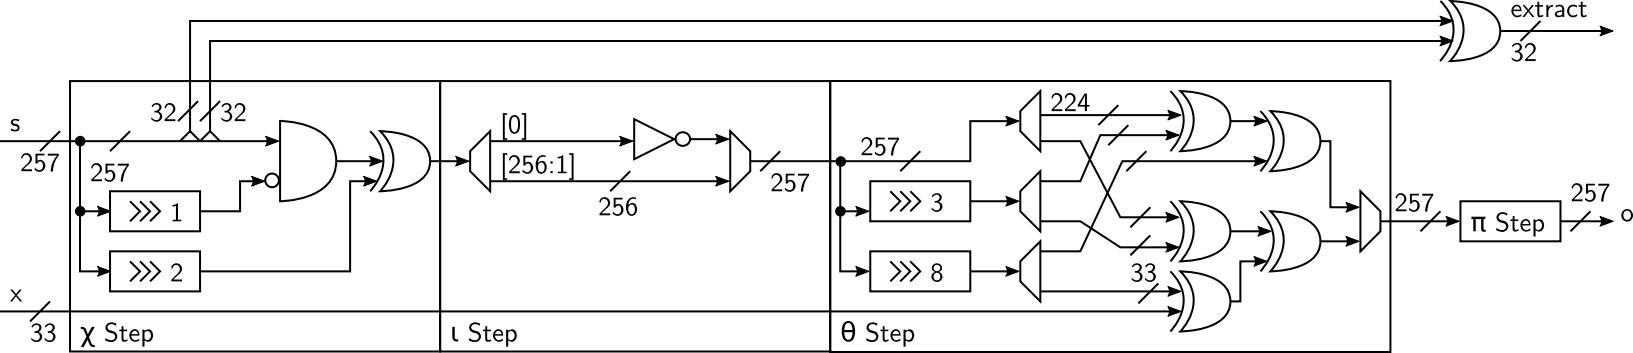 extract
32
32
32
s
257
257
[0]
[256:1]
256
257
257
224
⋙ 1
⋙ 2
⋙ 3
⋙ 8
33
257
π Step
257
o
x
33
χ Step
ι Step
θ Step